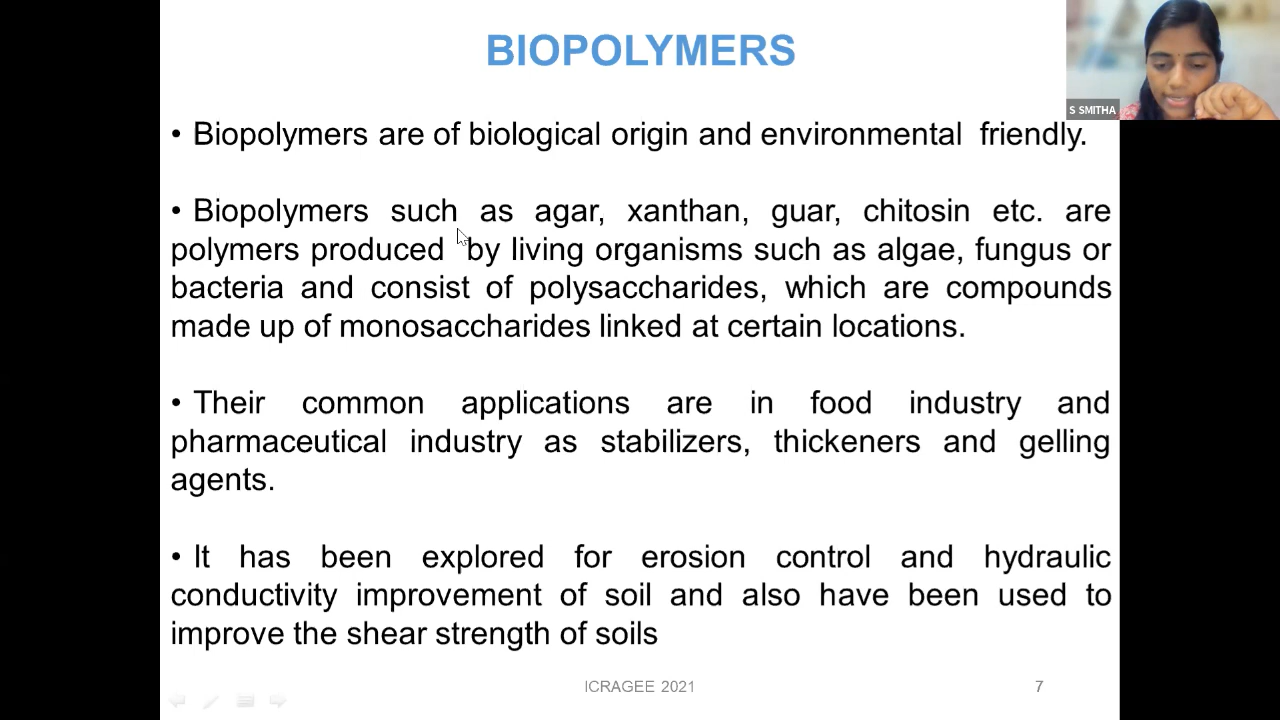 BIOPOLYMERS
S SMITHA
• Biopolymers are of biological origin and environmental friendly.
• Biopolymers such as agar, xanthan, guar, chitosin etc. are
polymers produced by living organisms such as algae, fungus or
bacteria and consist of polysaccharides, which are compounds
made up of monosaccharides linked at certain locations.
• Their common applications are in food industry and
pharmaceutical industry as stabilizers, thickeners and gelling
agents.
• It has been explored for erosion control and hydraulic
conductivity improvement of soil and also have been used to
improve the shear strength of soils
ICRAGEE 2021
7